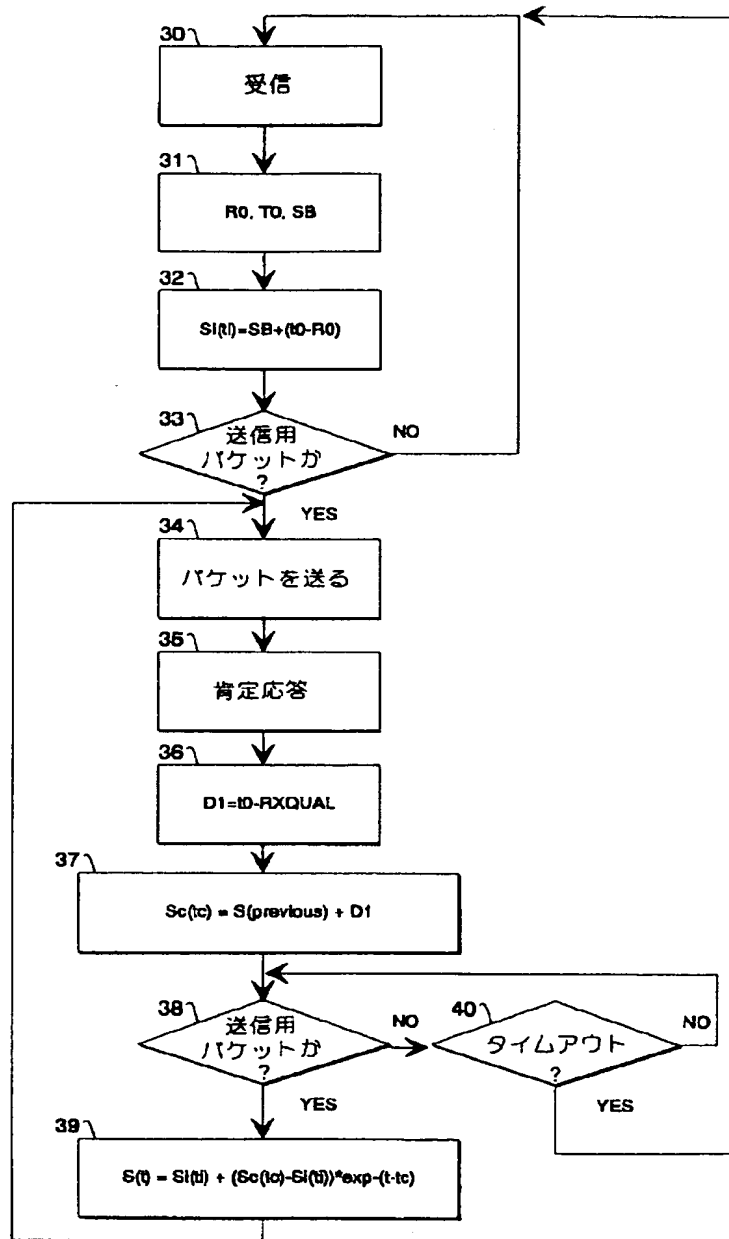 30
受信
31
R0, T0, SB
32
Si(ti)=SB+(t0-R0)
33
送信用
パケットか
?
NO
YES
34
パケットを送る
35
肯定応答
36
D1=t0-RXQUAL
37
Sc(tc) = S(previous) + D1
38
送信用
パケットか
?
NO
40
タイムアウト
?
NO
YES
YES
39
S(t) = Si(ti) + (Sc(tc)-Si(ti))*exp-(t-tc)